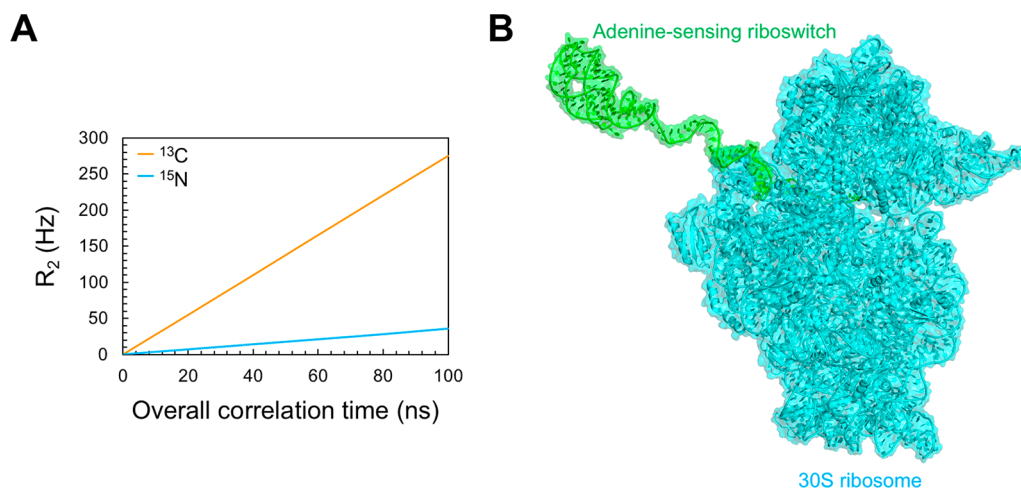 A
B
Adenine-sensing riboswitch
300
250
200
150
100
50
0
R₂ (Hz)
¹³C
¹⁵N
0 20 40 60 80 100
Overall correlation time (ns)
30S ribosome